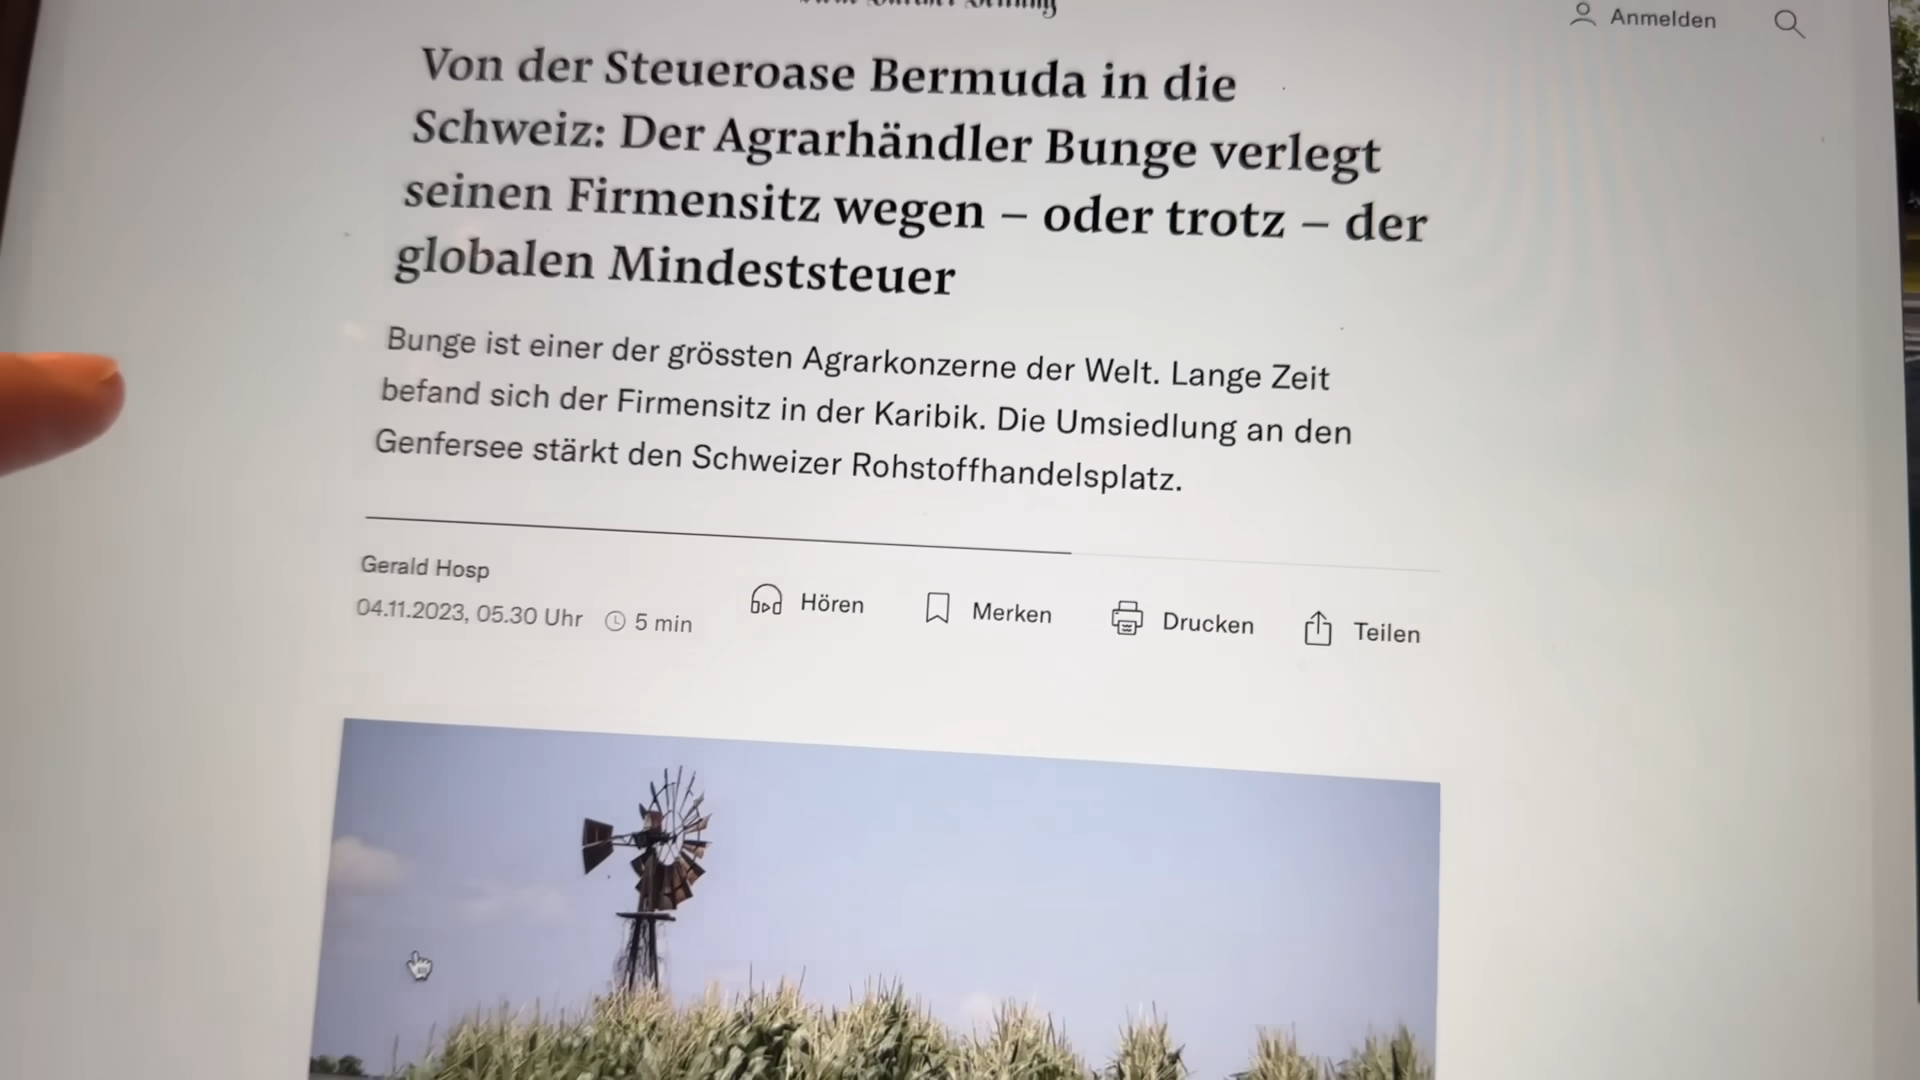 Anmelden
Von der Steueroase Bermuda in die
Schweiz: Der Agrarhändler Bunge verlegt
seinen Firmensitz wegen – oder trotz – der
globalen Mindeststeuer
Bunge ist einer der grössten Agrarkonzerne der Welt. Lange Zeit
befand sich der Firmensitz in der Karibik. Die Umsiedlung an den
Genfersee stärkt den Schweizer Rohstoffhandelsplatz.
Gerald Hosp
04.11.2023, 05.30 Uhr 5 min
Hören Merken Drucken Teilen